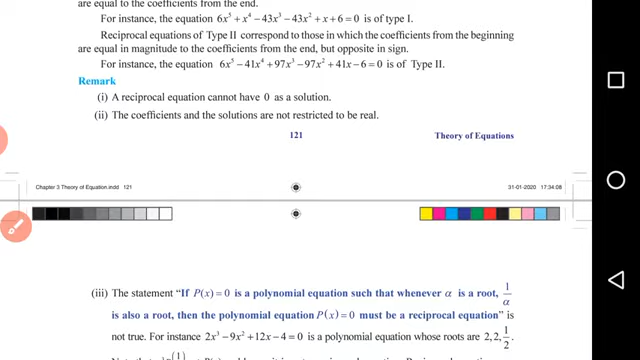 are equal to the coefficients from the end.
For instance, the equation 6x⁵ + x⁴ − 43x³ − 43x² + x + 6 = 0 is of type I.
Reciprocal equations of Type II correspond to those in which the coefficients from the beginning
are equal in magnitude to the coefficients from the end, but opposite in sign.
For instance, the equation 6x⁵ − 41x⁴ + 97x³ − 97x² + 41x − 6 = 0 is of Type II.
Remark
(i) A reciprocal equation cannot have 0 as a solution.
(ii) The coefficients and the solutions are not restricted to be real.
121 Theory of Equations
Chapter 3 Theory of Equation.indd 121 31-01-2020 17:34:08
(iii) The statement “If P(x) = 0 is a polynomial equation such that whenever α is a root, 1/α
is also a root, then the polynomial equation P(x) = 0 must be a reciprocal equation” is
not true. For instance 2x³ − 9x² + 12x − 4 = 0 is a polynomial equation whose roots are 2, 2, 1/2.